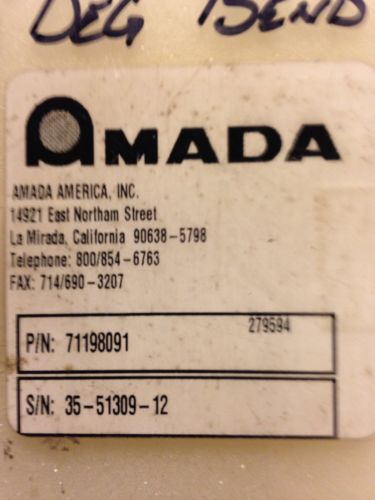 DEG BEND
AMADA
AMADA AMERICA, INC.
14921 East Northam Street
La Mirada, California 90638-5798
Telephone: 800/854-6763
FAX: 714/690-3207
279594
P/N: 71198091
S/N: 35-51309-12